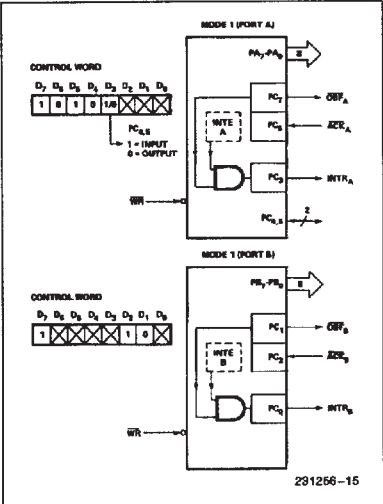 MODE 1 (PORT A)
PA7-PA0 8
CONTROL WORD
D7 D6 D5 D4 D3 D2 D1 D0
1 0 1 0 1/0
PC4,5
1 = INPUT
0 = OUTPUT
INTE A
PC7 OBFA
PC6 ACKA
PC3 INTRA
WR
PC4,5 2
MODE 1 (PORT B)
PB7-PB0 8
CONTROL WORD
D7 D6 D5 D4 D3 D2 D1 D0
1 1 0
INTE B
PC1 OBFB
PC2 ACKB
PC0 INTRB
WR
231256-15